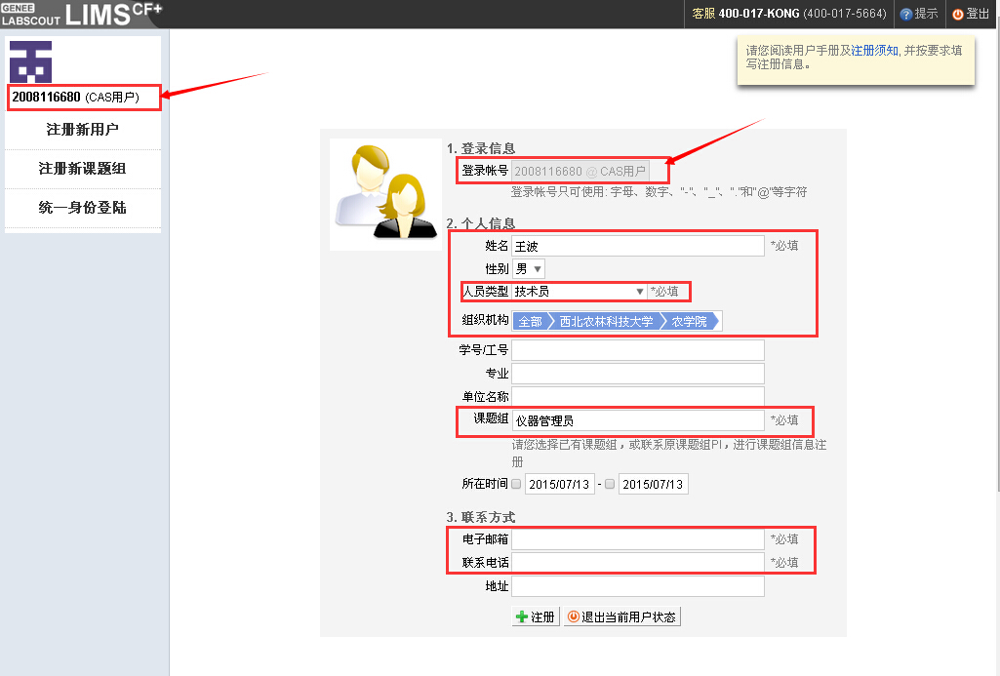 GENEE
LABSCOUT LIMS CF+
客服 400-017-KONG (400-017-5664) 提示 登出
请您阅读用户手册及注册须知, 并按要求填
写注册信息。
2008116680 (CAS用户)
注册新用户
注册新课题组
统一身份登陆
1. 登录信息
登录帐号 2008116680 @ CAS用户
登录帐号只可使用: 字母、数字、"-"、"_"、"."和"@"等字符
2. 个人信息
姓名 王波 *必填
性别 男
人员类型 技术员 *必填
组织机构 全部 西北农林科技大学 农学院
学号/工号
专业
单位名称
课题组 仪器管理员 *必填
请您选择已有课题组，或联系原课题组PI，进行课题组信息注
册
所在时间 2015/07/13 - 2015/07/13
3. 联系方式
电子邮箱 *必填
联系电话 *必填
地址
注册 退出当前用户状态